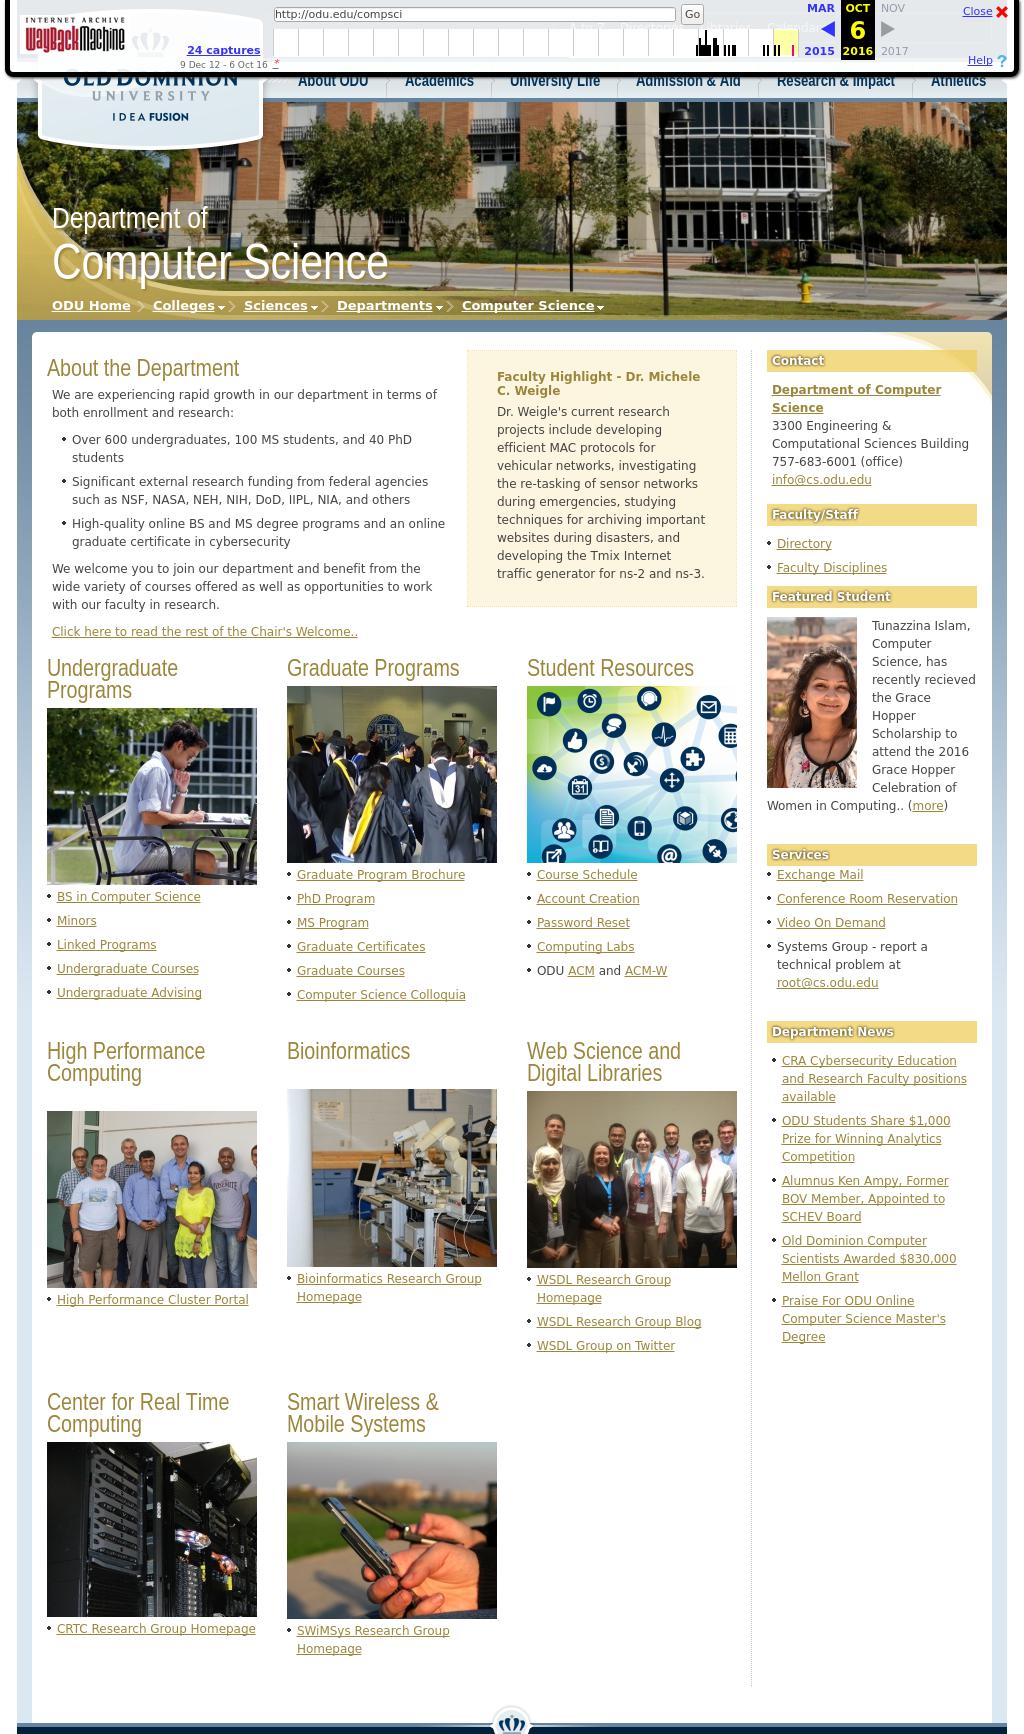 INTERNET ARCHIVE
WayBackMachine
24 captures
9 Dec 12 - 6 Oct 16
http://odu.edu/compsci
Go
MAR
OCT
NOV
6
2015
2016
2017
Close
Help ?
OLD DOMINION
UNIVERSITY
IDEA FUSION
About ODU
Academics
University Life
Admission & Aid
Research & Impact
Athletics
Department of
Computer Science
ODU Home
Colleges
Sciences
Departments
Computer Science
About the Department
We are experiencing rapid growth in our department in terms of
both enrollment and research:
Over 600 undergraduates, 100 MS students, and 40 PhD
students
Significant external research funding from federal agencies
such as NSF, NASA, NEH, NIH, DoD, IIPL, NIA, and others
High-quality online BS and MS degree programs and an online
graduate certificate in cybersecurity
We welcome you to join our department and benefit from the
wide variety of courses offered as well as opportunities to work
with our faculty in research.
Click here to read the rest of the Chair's Welcome..
Faculty Highlight - Dr. Michele
C. Weigle
Dr. Weigle's current research
projects include developing
efficient MAC protocols for
vehicular networks, investigating
the re-tasking of sensor networks
during emergencies, studying
techniques for archiving important
websites during disasters, and
developing the Tmix Internet
traffic generator for ns-2 and ns-3.
Undergraduate
Programs
BS in Computer Science
Minors
Linked Programs
Undergraduate Courses
Undergraduate Advising
Graduate Programs
Graduate Program Brochure
PhD Program
MS Program
Graduate Certificates
Graduate Courses
Computer Science Colloquia
Student Resources
31
Course Schedule
Account Creation
Password Reset
Computing Labs
ODU ACM and ACM-W
High Performance
Computing
High Performance Cluster Portal
Bioinformatics
Bioinformatics Research Group
Homepage
Web Science and
Digital Libraries
WSDL Research Group
Homepage
WSDL Research Group Blog
WSDL Group on Twitter
Center for Real Time
Computing
CRTC Research Group Homepage
Smart Wireless &
Mobile Systems
SWiMSys Research Group
Homepage
Contact
Department of Computer
Science
3300 Engineering &
Computational Sciences Building
757-683-6001 (office)
info@cs.odu.edu
Faculty/Staff
Directory
Faculty Disciplines
Featured Student
Tunazzina Islam,
Computer
Science, has
recently recieved
the Grace
Hopper
Scholarship to
attend the 2016
Grace Hopper
Celebration of
Women in Computing.. (more)
Services
Exchange Mail
Conference Room Reservation
Video On Demand
Systems Group - report a
technical problem at
root@cs.odu.edu
Department News
CRA Cybersecurity Education
and Research Faculty positions
available
ODU Students Share $1,000
Prize for Winning Analytics
Competition
Alumnus Ken Ampy, Former
BOV Member, Appointed to
SCHEV Board
Old Dominion Computer
Scientists Awarded $830,000
Mellon Grant
Praise For ODU Online
Computer Science Master's
Degree